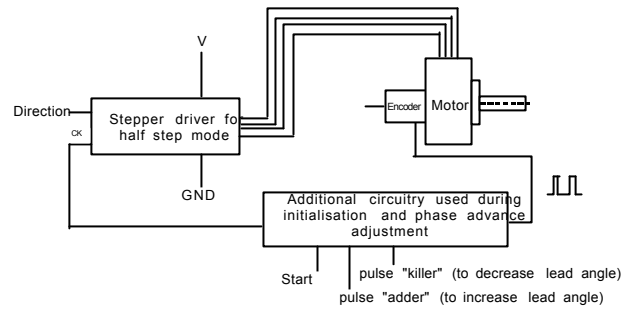 V
Direction
CK
Stepper driver fo
half step mode
Encoder
Motor
GND
Additional circuitry used during
initialisation and phase advance
adjustment
Start
pulse "killer" (to decrease lead angle)
pulse "adder" (to increase lead angle)